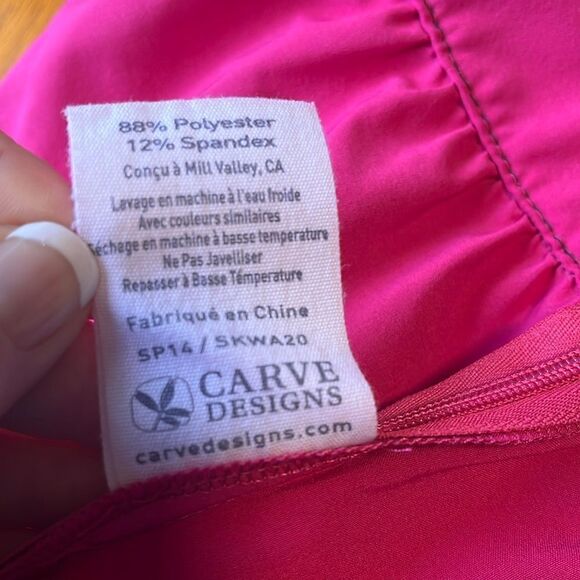 88% Polyester
12% Spandex
Conçu à Mill Valley, CA
Lavage en machine à l'eau froide
Avec couleurs similaires
Séchage en machine à basse temperature
Ne Pas Javelliser
Repasser à Basse Température
Fabriqué en Chine
SP14 / SKWA20
CARVE
DESIGNS
carvedesigns.com